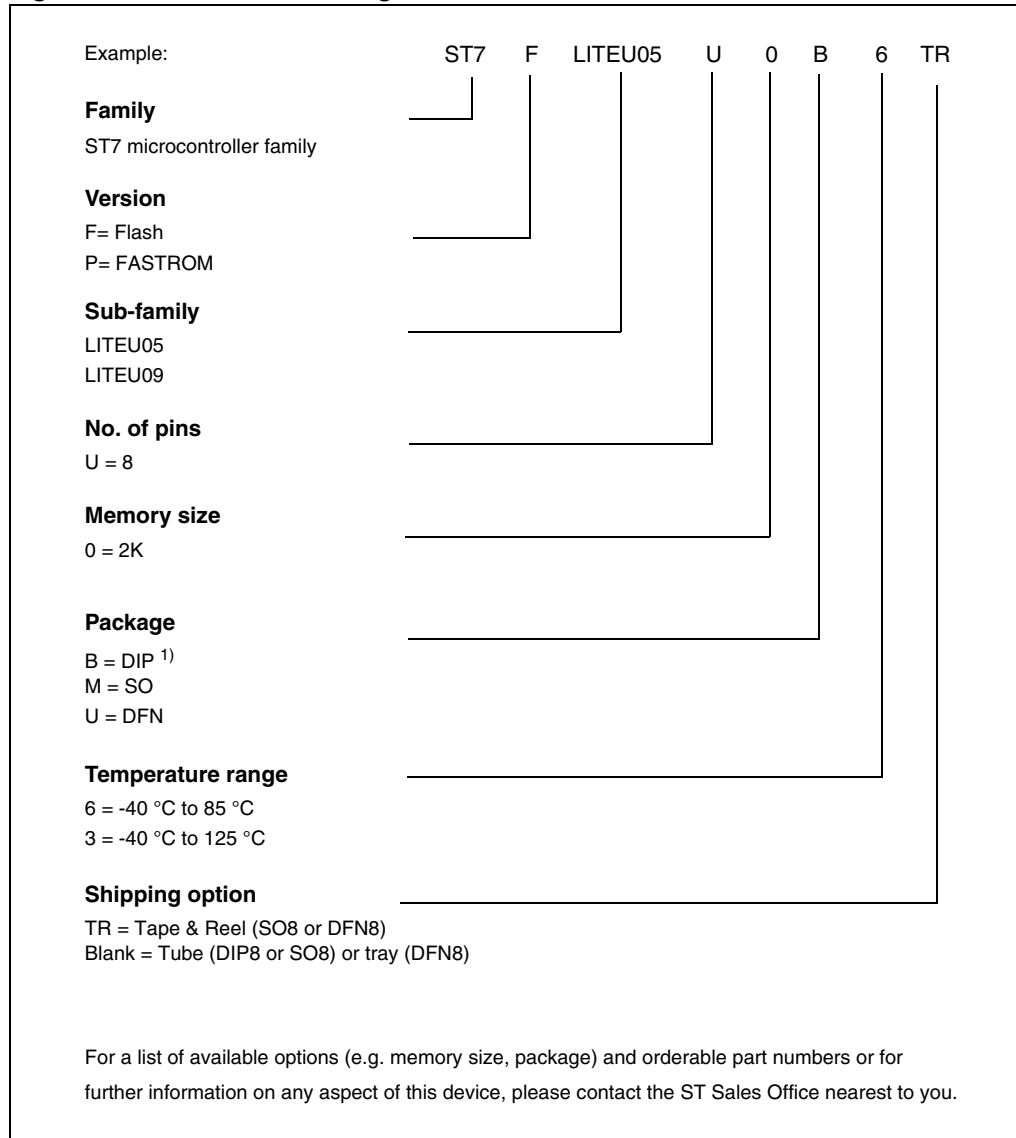 Example: ST7 F LITEU05 U 0 B 6 TR
Family
ST7 microcontroller family
Version
F= Flash
P= FASTROM
Sub-family
LITEU05
LITEU09
No. of pins
U = 8
Memory size
0 = 2K
Package
B = DIP 1)
M = SO
U = DFN
Temperature range
6 = -40 °C to 85 °C
3 = -40 °C to 125 °C
Shipping option
TR = Tape & Reel (SO8 or DFN8)
Blank = Tube (DIP8 or SO8) or tray (DFN8)
For a list of available options (e.g. memory size, package) and orderable part numbers or for
further information on any aspect of this device, please contact the ST Sales Office nearest to you.